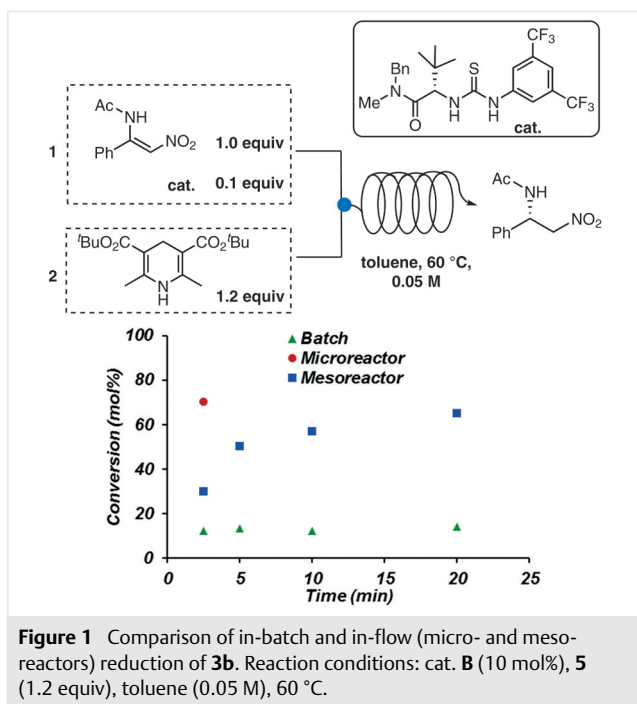 CF₃
Bn
S
N
Me
N
H
N
H
O
CF₃
cat.
Ac
NH
Ph
NO₂
1.0 equiv
1
cat. 0.1 equiv
ᵗBuO₂C
CO₂ᵗBu
2
N
H
1.2 equiv
toluene, 60 °C,
0.05 M
Ac
NH
Ph
NO₂
Batch
Microreactor
Mesoreactor
Conversion (mol%)
100
80
60
40
20
0
0 5 10 15 20 25
Time (min)
Figure 1 Comparison of in-batch and in-flow (micro- and meso-
reactors) reduction of 3b. Reaction conditions: cat. B (10 mol%), 5
(1.2 equiv), toluene (0.05 M), 60 °C.